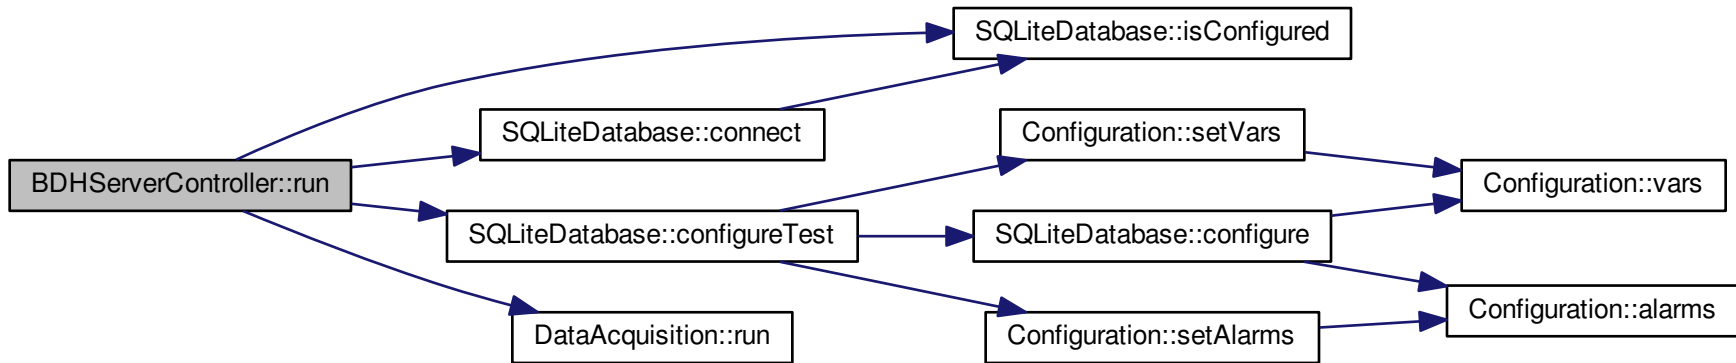 SQLiteDatabase::isConfigured
SQLiteDatabase::connect
Configuration::setVars
BDHServerController::run
Configuration::vars
SQLiteDatabase::configureTest
SQLiteDatabase::configure
Configuration::alarms
DataAcquisition::run
Configuration::setAlarms